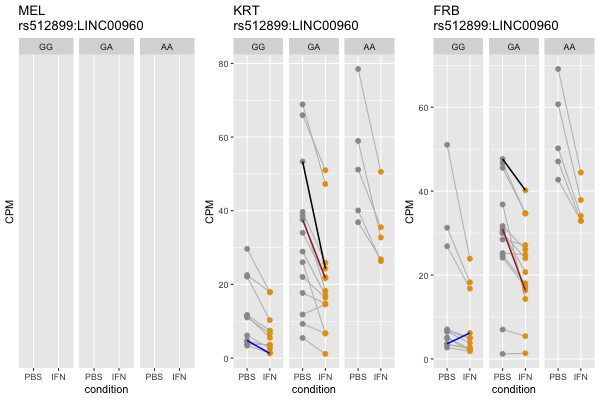 MEL
rs512899:LINC00960
GG GA AA
CPM
PBS IFN PBS IFN PBS IFN
condition
KRT
rs512899:LINC00960
GG GA AA
80
60
40
20
0
CPM
PBS IFN PBS IFN PBS IFN
condition
FRB
rs512899:LINC00960
GG GA AA
60
40
20
0
CPM
PBS IFN PBS IFN PBS IFN
condition